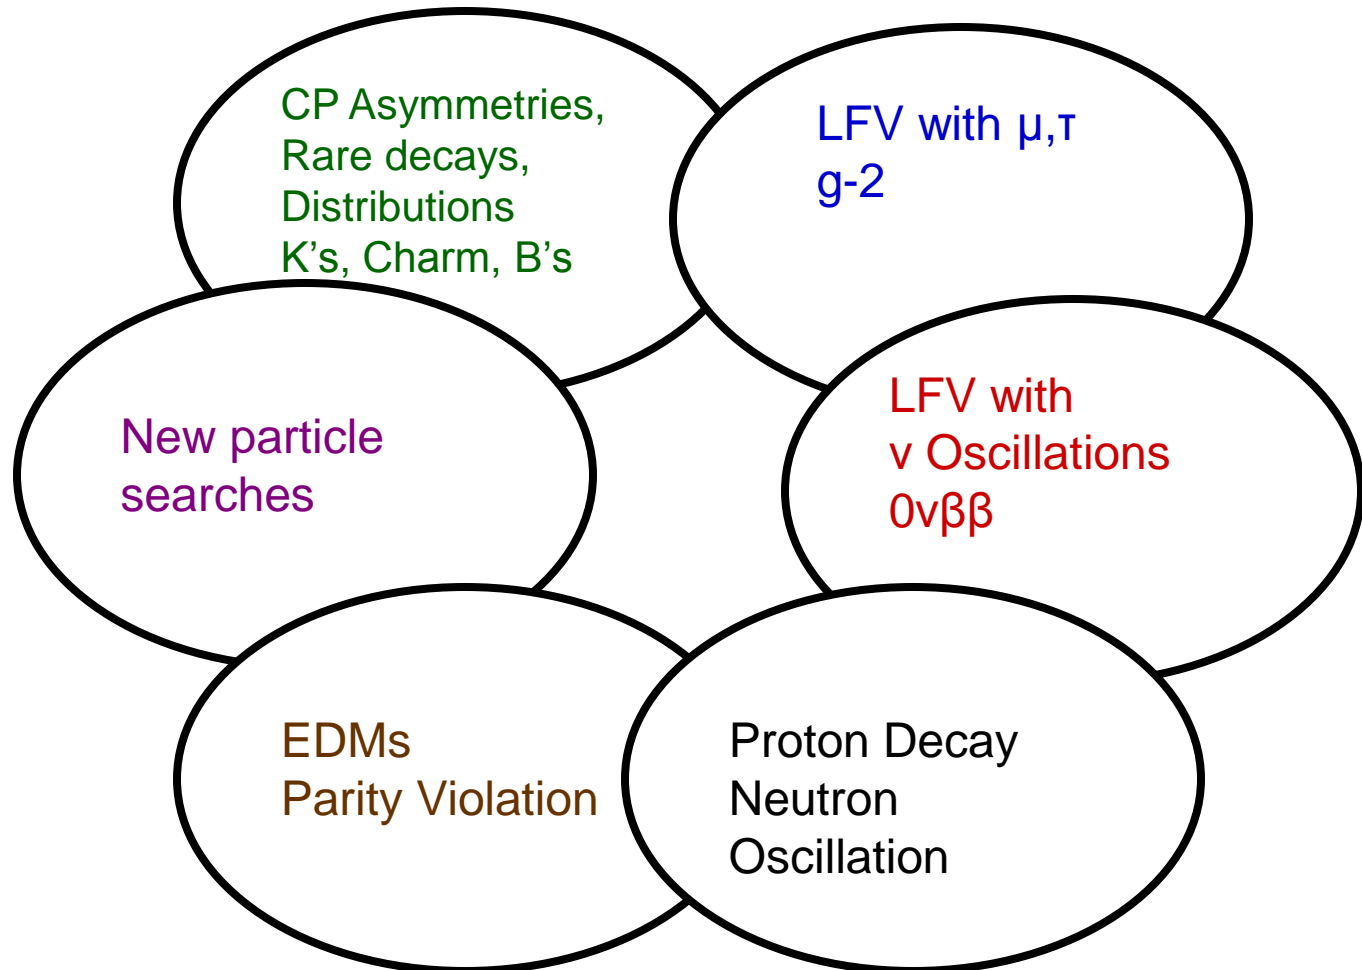 CP Asymmetries,
Rare decays,
Distributions
K’s, Charm, B’s
LFV with μ,τ
g-2
New particle
searches
LFV with
ν Oscillations
0νββ
EDMs
Parity Violation
Proton Decay
Neutron
Oscillation